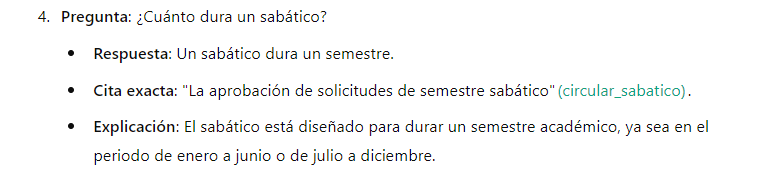 4. Pregunta: ¿Cuánto dura un sabático?
• Respuesta: Un sabático dura un semestre.
• Cita exacta: "La aprobación de solicitudes de semestre sabático" (circular_sabatico).
• Explicación: El sabático está diseñado para durar un semestre académico, ya sea en el
periodo de enero a junio o de julio a diciembre.